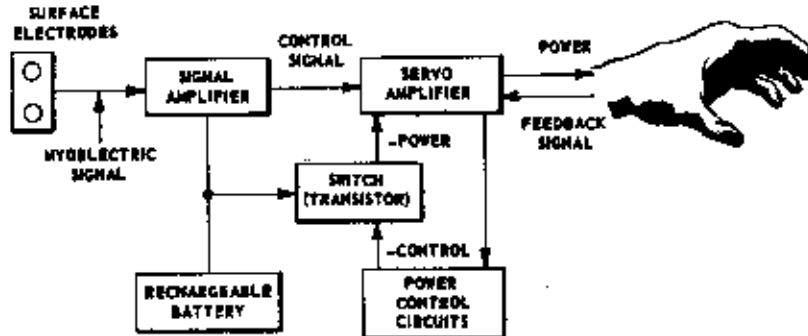 SURFACE
ELECTRODES
MYOELECTRIC
SIGNAL
SIGNAL
AMPLIFIER
CONTROL
SIGNAL
SERVO
AMPLIFIER
POWER
FEEDBACK
SIGNAL
-POWER
SWITCH
(TRANSISTOR)
-CONTROL
RECHARGEABLE
BATTERY
POWER
CONTROL
CIRCUITS